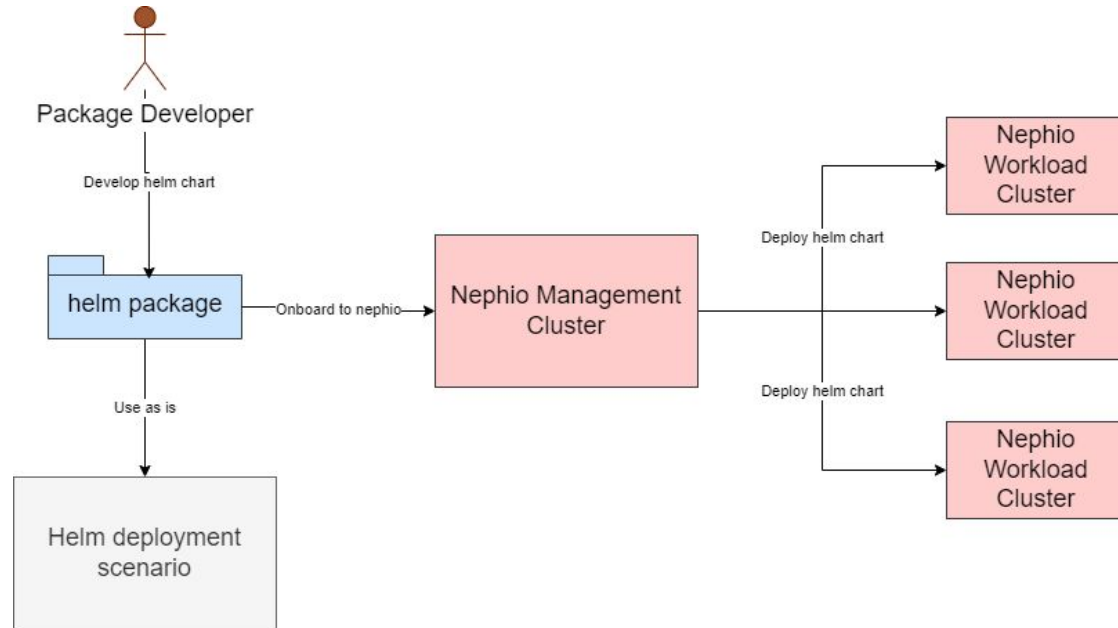 Package Developer
Develop helm chart
helm package
Onboard to nephio
Use as is
Helm deployment
scenario
Nephio Management
Cluster
Deploy helm chart
Deploy helm chart
Nephio
Workload
Cluster
Nephio
Workload
Cluster
Nephio
Workload
Cluster